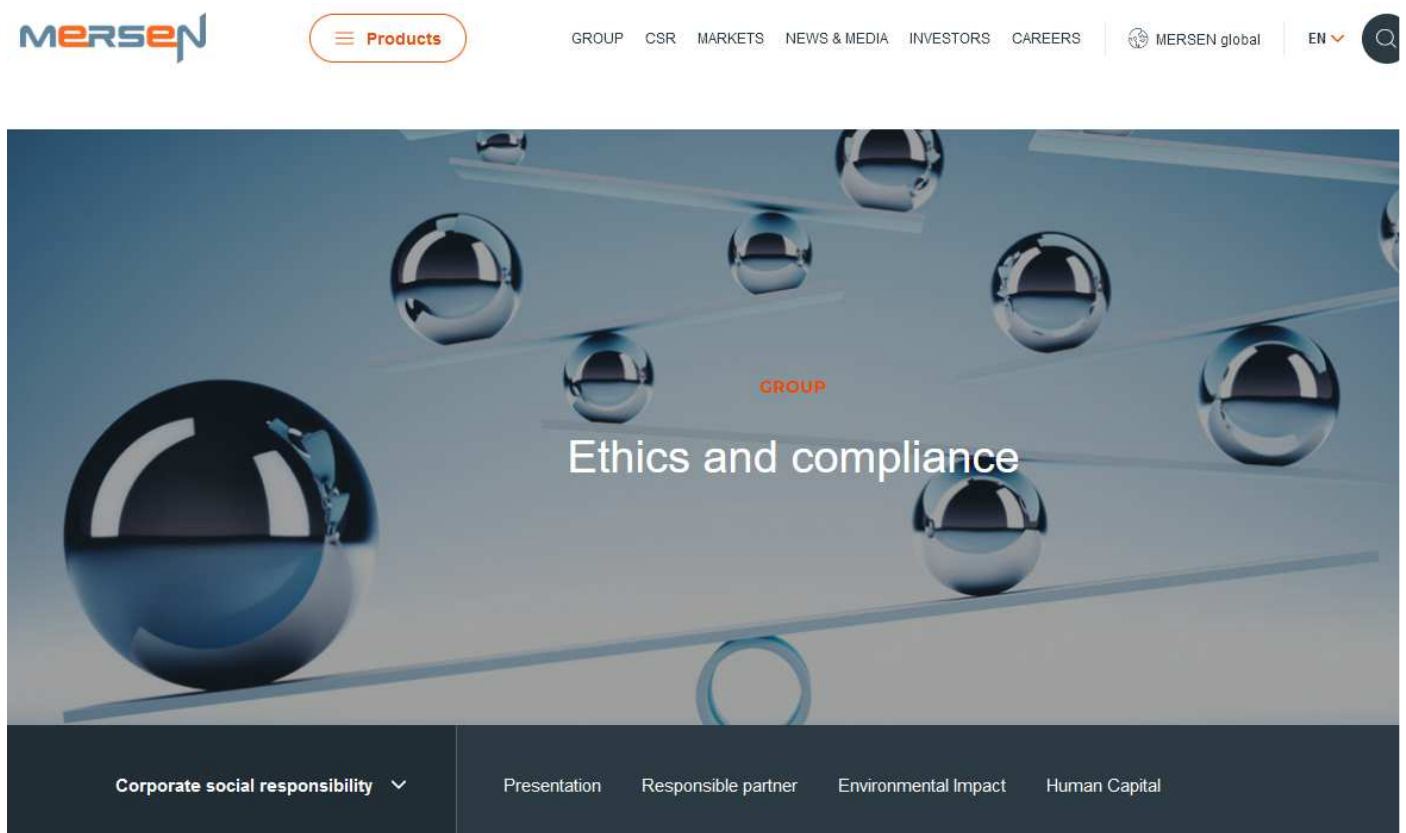 MERSEN
Products
GROUP CSR MARKETS NEWS & MEDIA INVESTORS CAREERS MERSEN global EN
GROUP
Ethics and compliance
Corporate social responsibility Presentation Responsible partner Environmental Impact Human Capital